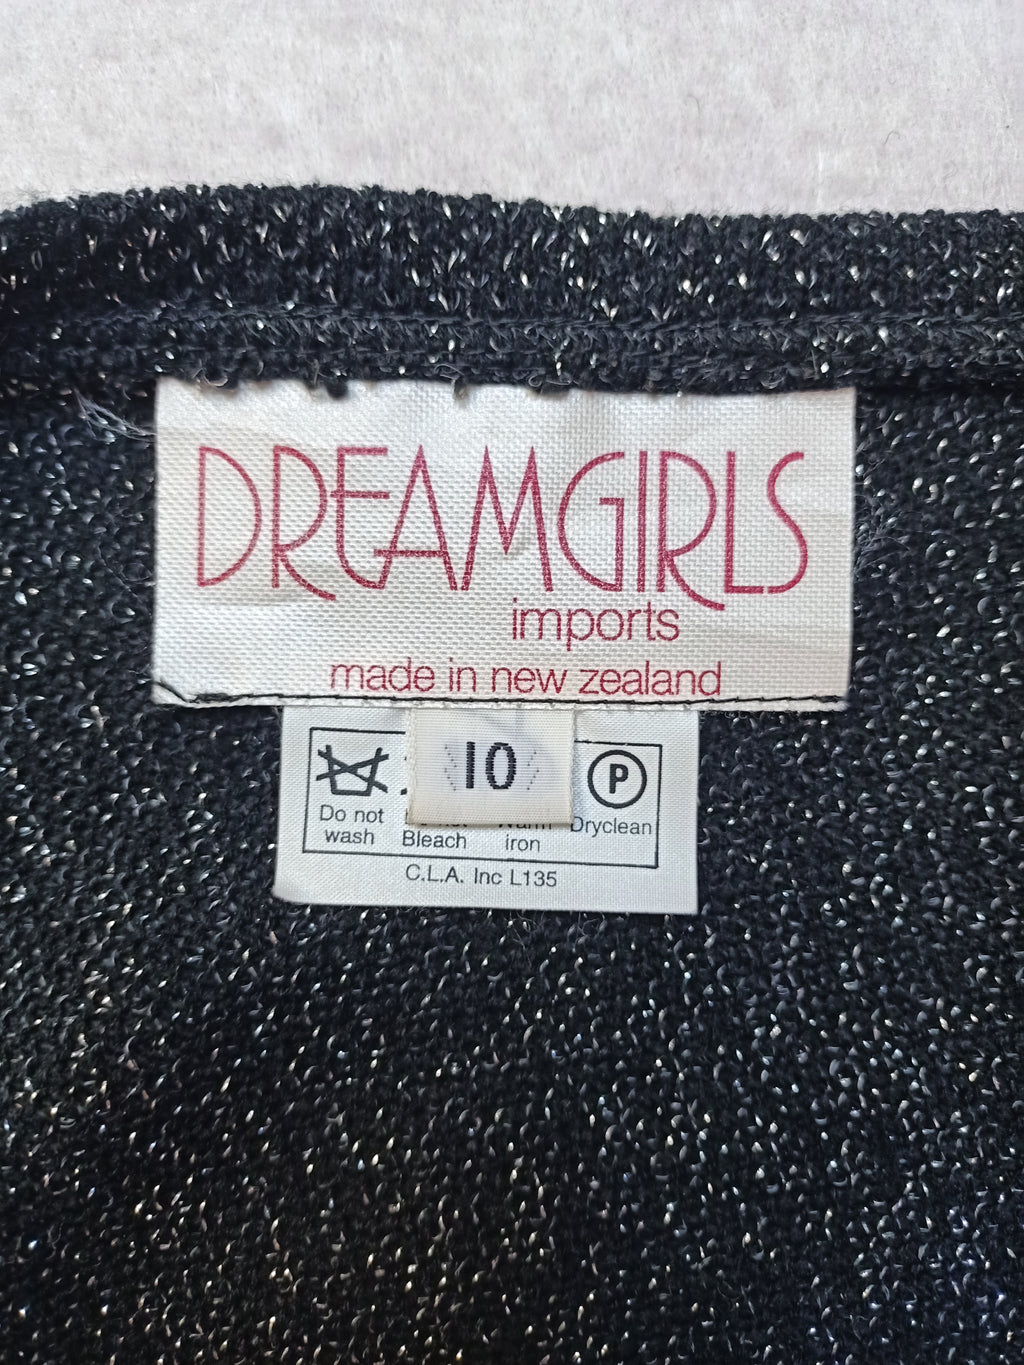 DREAMGIRLS
imports
made in new zealand
10
P
Do not Dryclean
wash Bleach iron
C.L.A. Inc L135